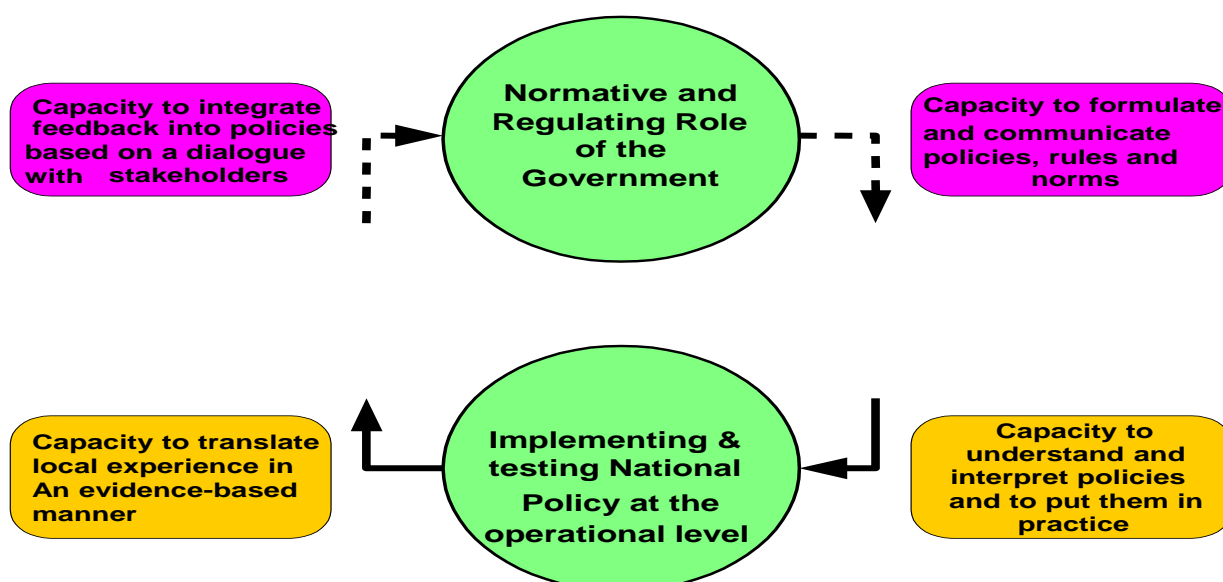 Capacity to integrate
feedback into policies
based on a dialogue
with stakeholders
Normative and
Regulating Role
of the
Government
Capacity to formulate
and communicate
policies, rules and
norms
Capacity to translate
local experience in
An evidence-based
manner
Implementing &
testing National
Policy at the
operational level
Capacity to
understand and
interpret policies
and to put them in
practice